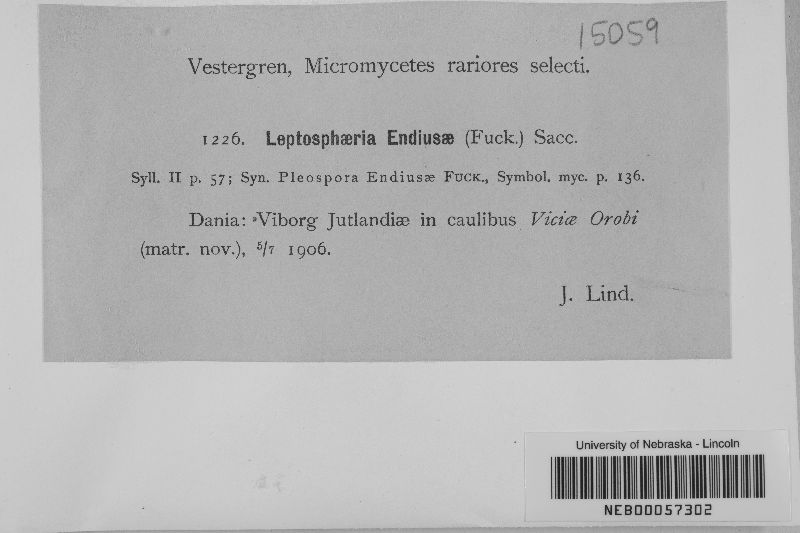 15059
Vestergren, Micromycetes rariores selecti.
1226. Leptosphæria Endiusæ (Fuck.) Sacc.
Syll. II p. 57; Syn. Pleospora Endiusæ Fuck., Symbol. myc. p. 136.
Dania: Viborg Jutlandiæ in caulibus Viciæ Orobi
(matr. nov.), 5/7 1906.
J. Lind.
University of Nebraska - Lincoln
NEB00057302